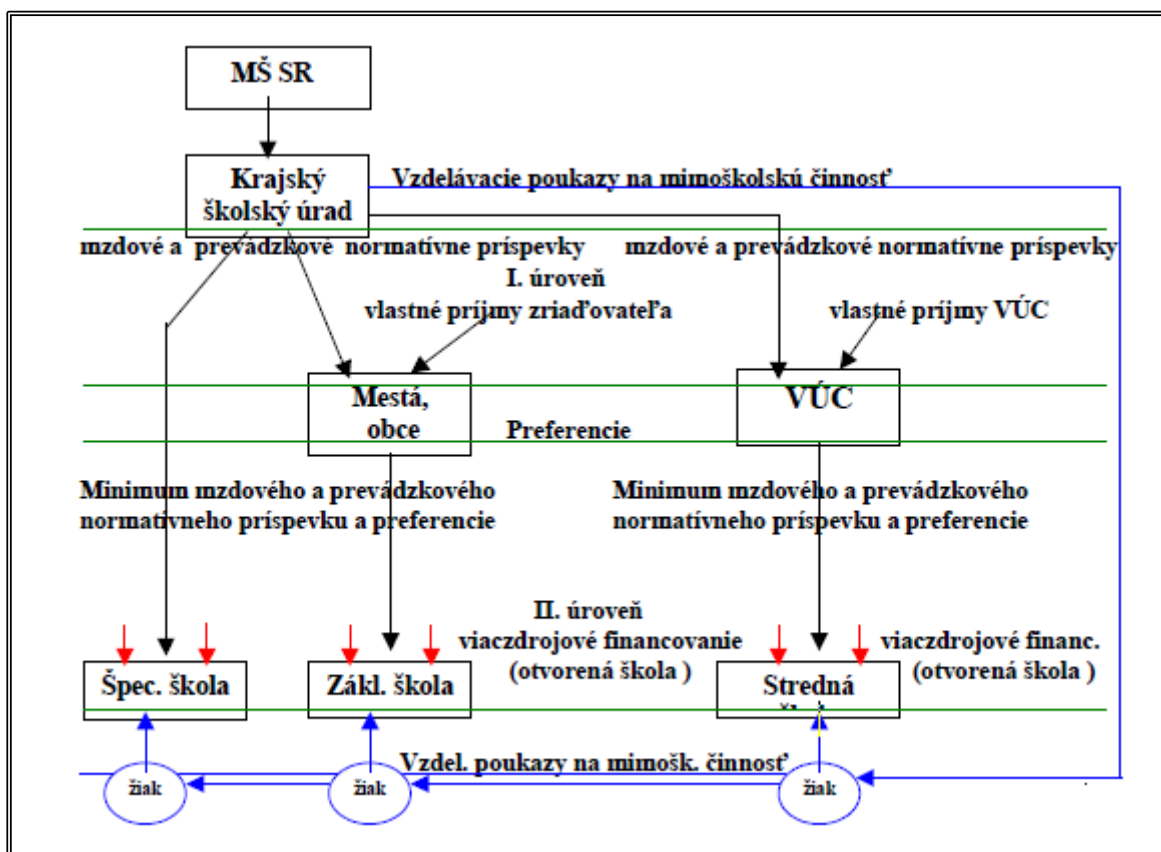 MŠ SR
Krajský
školský úrad
Vzdelávacie poukazy na mimoškolskú činnosť
mzdové a prevádzkové normatívne príspevky
mzdové a prevádzkové normatívne príspevky
I. úroveň
vlastné príjmy zriaďovateľa
vlastné príjmy VÚC
Mestá,
obce
VÚC
Preferencie
Minimum mzdového a prevádzkového
normatívneho príspevku a preferencie
Minimum mzdového a prevádzkového
normatívneho príspevku a preferencie
II. úroveň
viaczdrojové financovanie
(otvorená škola )
viaczdrojové financ.
(otvorená škola )
Špec. škola
Zákl. škola
Stredná
Vzdel. poukazy na mimošk. činnosť
žiak
žiak
žiak